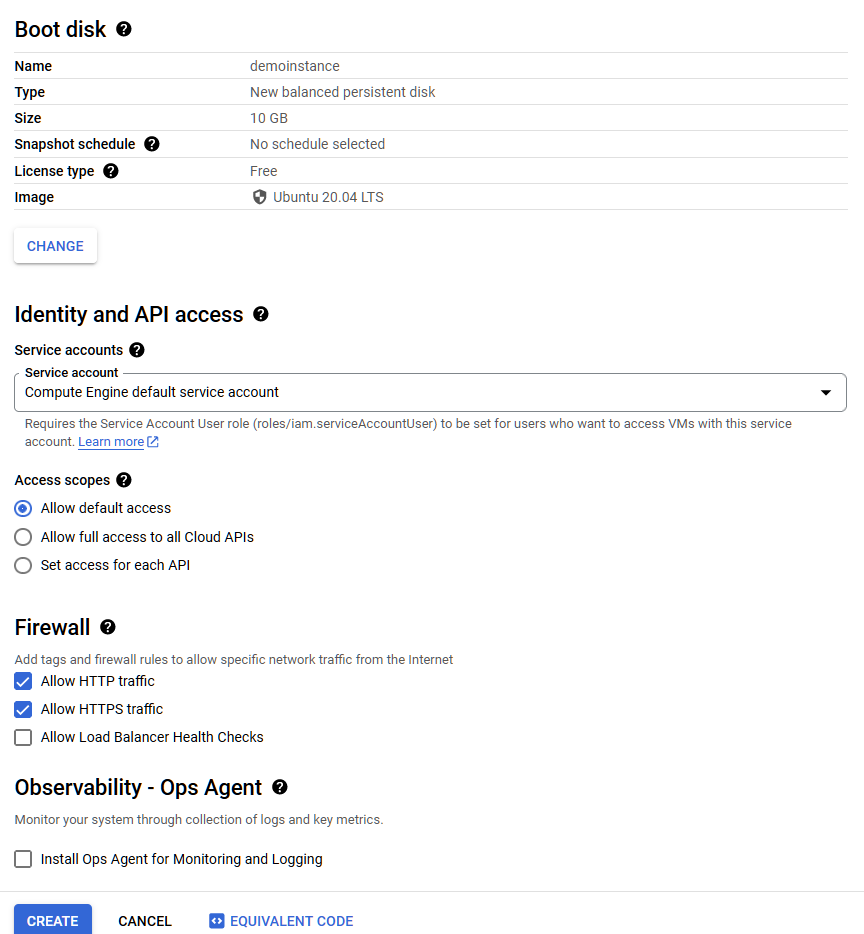 Boot disk
Name demoinstance
Type New balanced persistent disk
Size 10 GB
Snapshot schedule No schedule selected
License type Free
Image Ubuntu 20.04 LTS
CHANGE
Identity and API access
Service accounts
Service account
Compute Engine default service account
Requires the Service Account User role (roles/iam.serviceAccountUser) to be set for users who want to access VMs with this service
account. Learn more
Access scopes
Allow default access
Allow full access to all Cloud APIs
Set access for each API
Firewall
Add tags and firewall rules to allow specific network traffic from the Internet
Allow HTTP traffic
Allow HTTPS traffic
Allow Load Balancer Health Checks
Observability - Ops Agent
Monitor your system through collection of logs and key metrics.
Install Ops Agent for Monitoring and Logging
CREATE CANCEL EQUIVALENT CODE